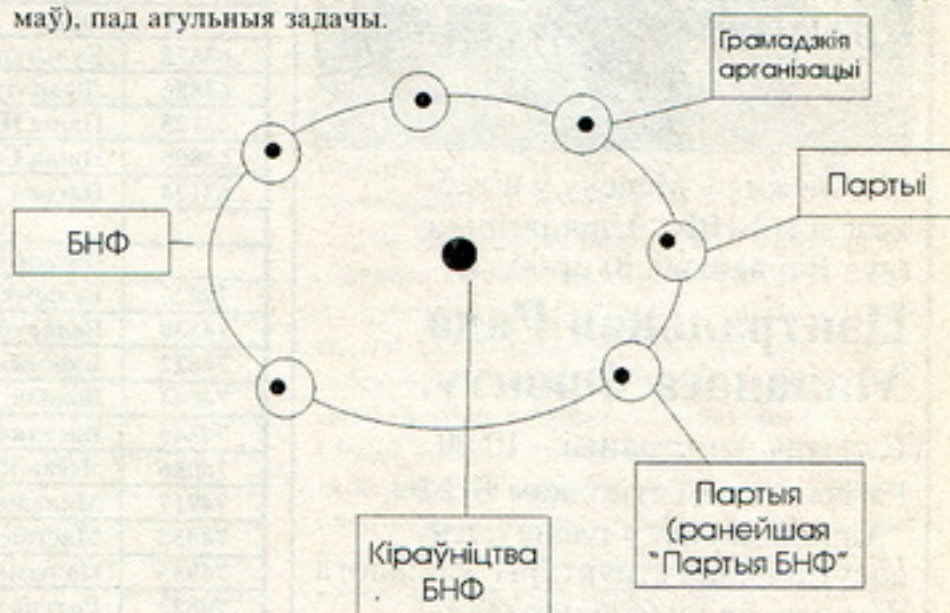 маў), пад агульныя задачы.
Грамадзкія
арганізацыі
Партыі
БНФ
Партыя
(ранейшая
"Партыя БНФ"
Кіраўніцтва
БНФ